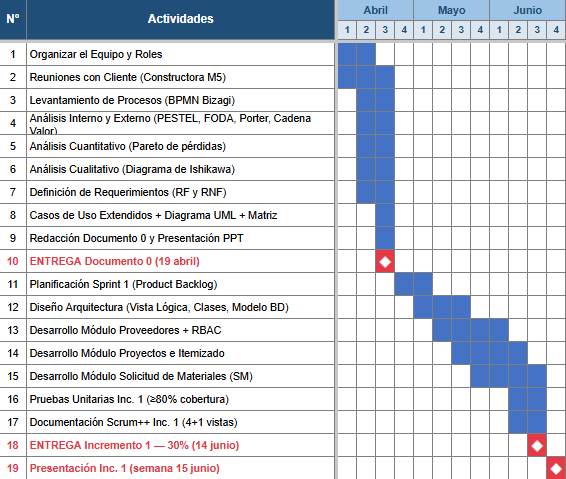 Nº Actividades Abril Mayo Junio
1 2 3 4 1 2 3 4 1 2 3 4
1 Organizar el Equipo y Roles
2 Reuniones con Cliente (Constructora M5)
3 Levantamiento de Procesos (BPMN Bizagi)
4 Análisis Interno y Externo (PESTEL, FODA, Porter, Cadena
Valor)
5 Análisis Cuantitativo (Pareto de pérdidas)
6 Análisis Cualitativo (Diagrama de Ishikawa)
7 Definición de Requerimientos (RF y RNF)
8 Casos de Uso Extendidos + Diagrama UML + Matriz
9 Redacción Documento 0 y Presentación PPT
10 ENTREGA Documento 0 (19 abril)
11 Planificación Sprint 1 (Product Backlog)
12 Diseño Arquitectura (Vista Lógica, Clases, Modelo BD)
13 Desarrollo Módulo Proveedores + RBAC
14 Desarrollo Módulo Proyectos e Itemizado
15 Desarrollo Módulo Solicitud de Materiales (SM)
16 Pruebas Unitarias Inc. 1 (≥80% cobertura)
17 Documentación Scrum++ Inc. 1 (4+1 vistas)
18 ENTREGA Incremento 1 — 30% (14 junio)
19 Presentación Inc. 1 (semana 15 junio)